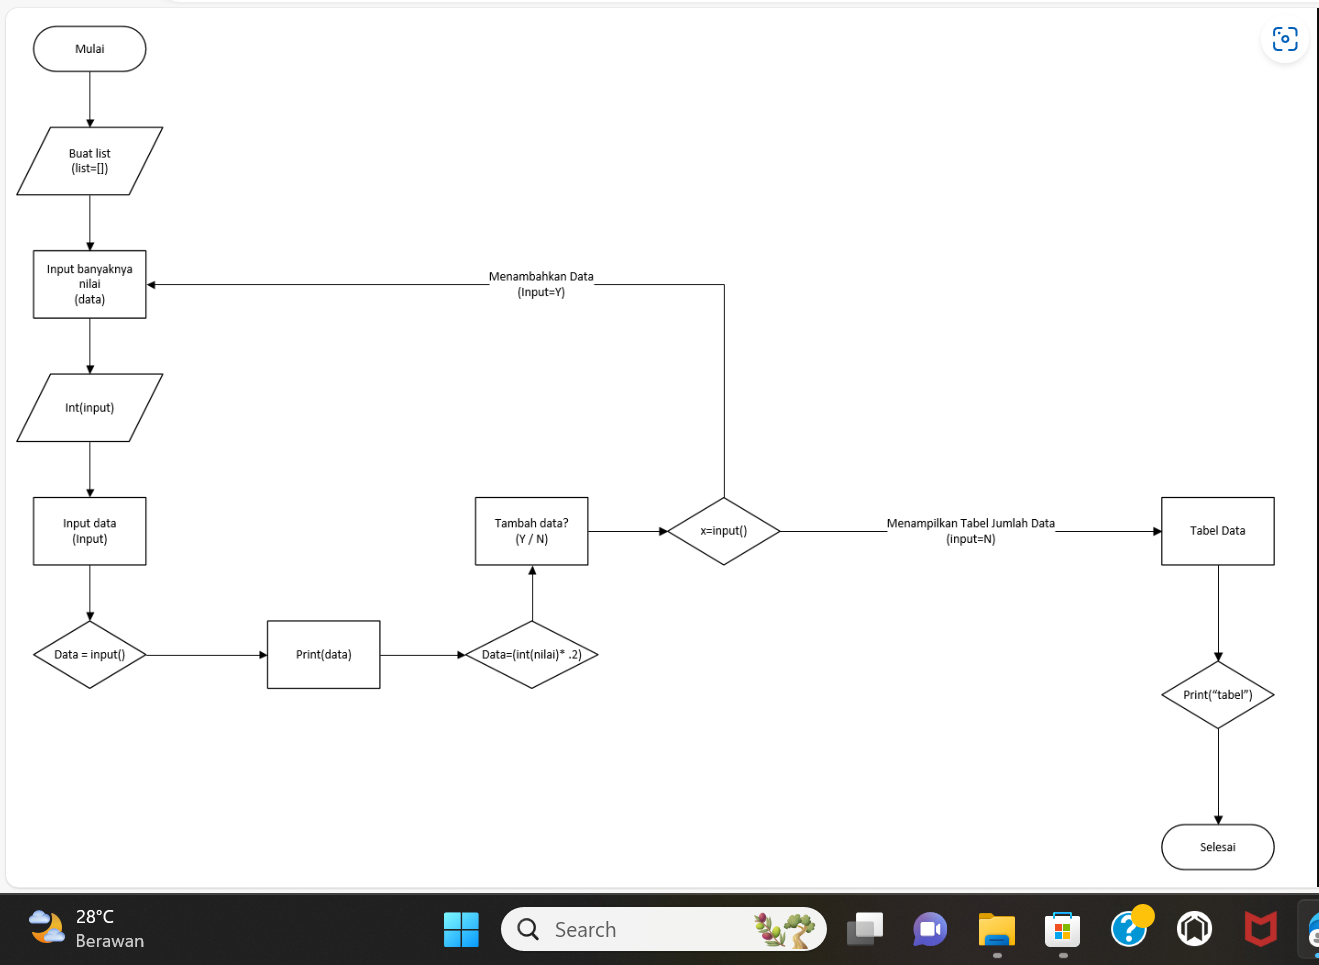 Mulai
Buat list
(list=[])
Input banyaknya
nilai
(data)
Menambahkan Data
(Input=Y)
Int(input)
Input data
(Input)
Tambah data?
(Y / N)
x=input()
Menampilkan Tabel Jumlah Data
(input=N)
Tabel Data
Data = input()
Print(data)
Data=(int(nilai)* .2)
Print(“tabel”)
Selesai
28°C
Berawan
Search